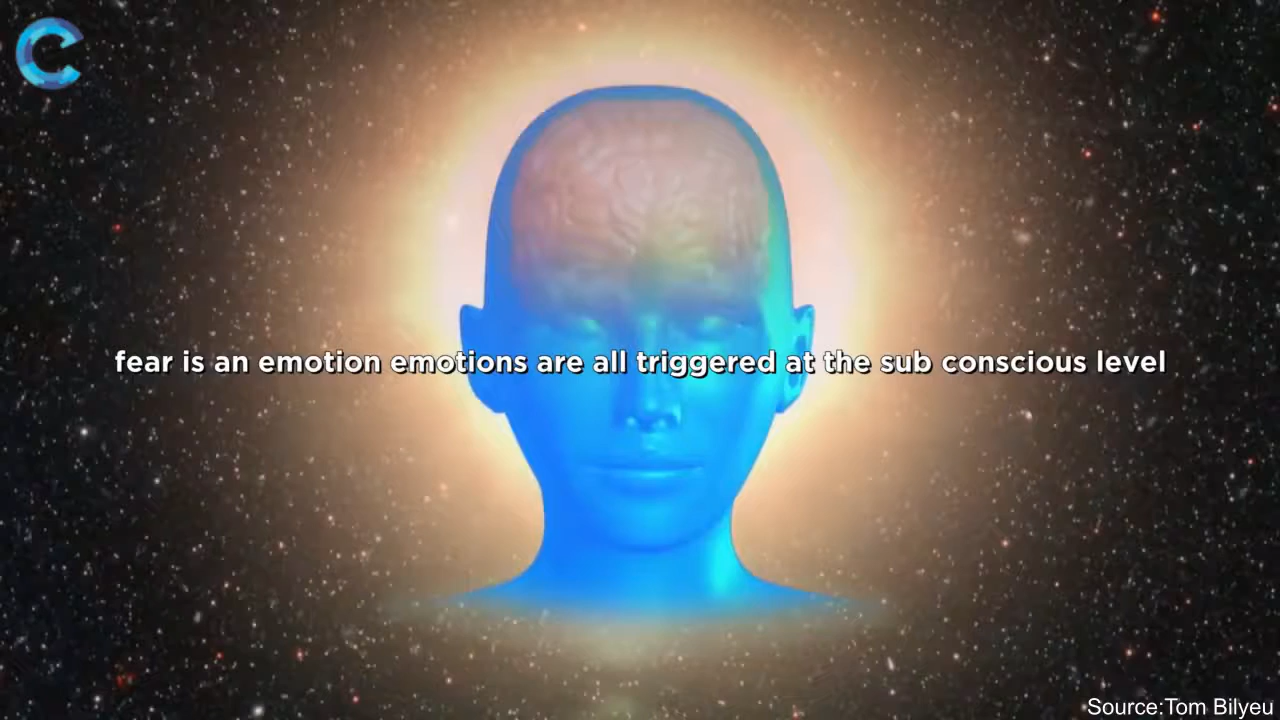 fear is an emotion emotions are all triggered at the sub conscious level
Source:Tom Bilyeu